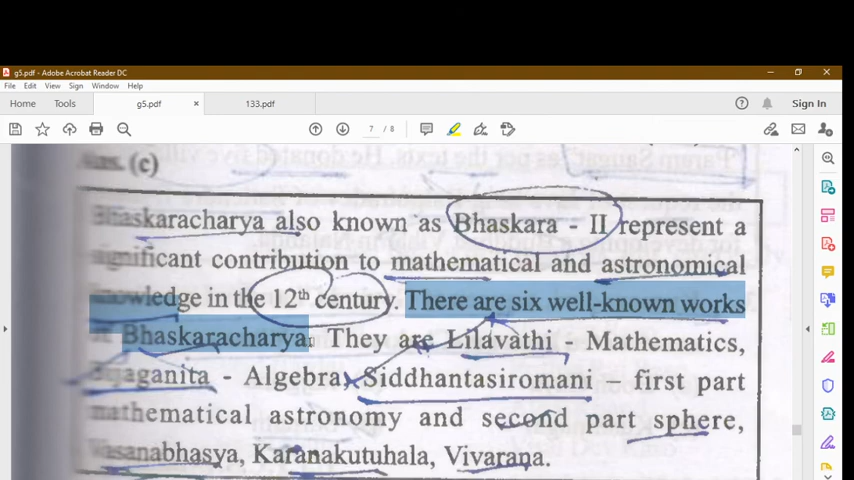 g5.pdf - Adobe Acrobat Reader DC
File Edit View Sign Window Help
Home Tools g5.pdf × 133.pdf Sign In
7 / 8
Ans. (c)
Bhaskaracharya also known as Bhaskara - II represent a
significant contribution to mathematical and astronomical
knowledge in the 12th century. There are six well-known works
Bhaskaracharya. They are Lilavathi - Mathematics,
Bijaganita - Algebra, Siddhantasiromani – first part
mathematical astronomy and second part sphere,
Vasanabhasya, Karanakutuhala, Vivarana.